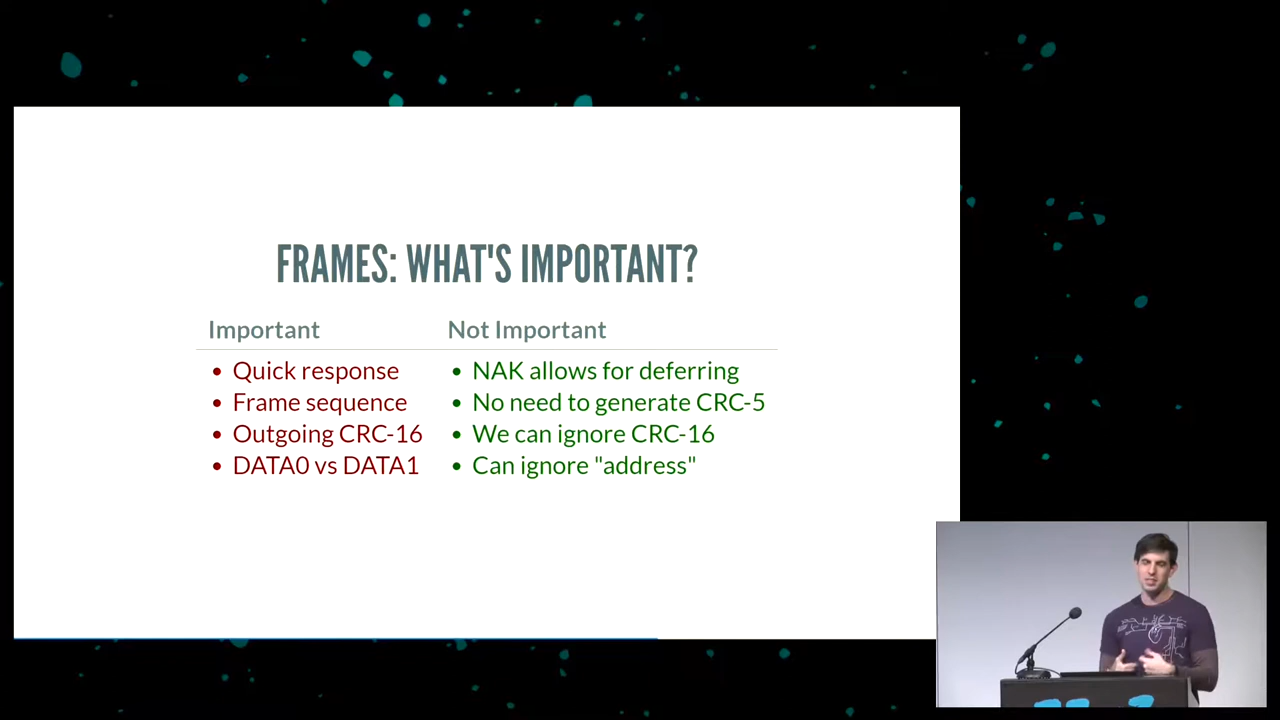 FRAMES: WHAT'S IMPORTANT?
Important
Not Important
Quick response
NAK allows for deferring
Frame sequence
No need to generate CRC-5
Outgoing CRC-16
We can ignore CRC-16
DATA0 vs DATA1
Can ignore "address"